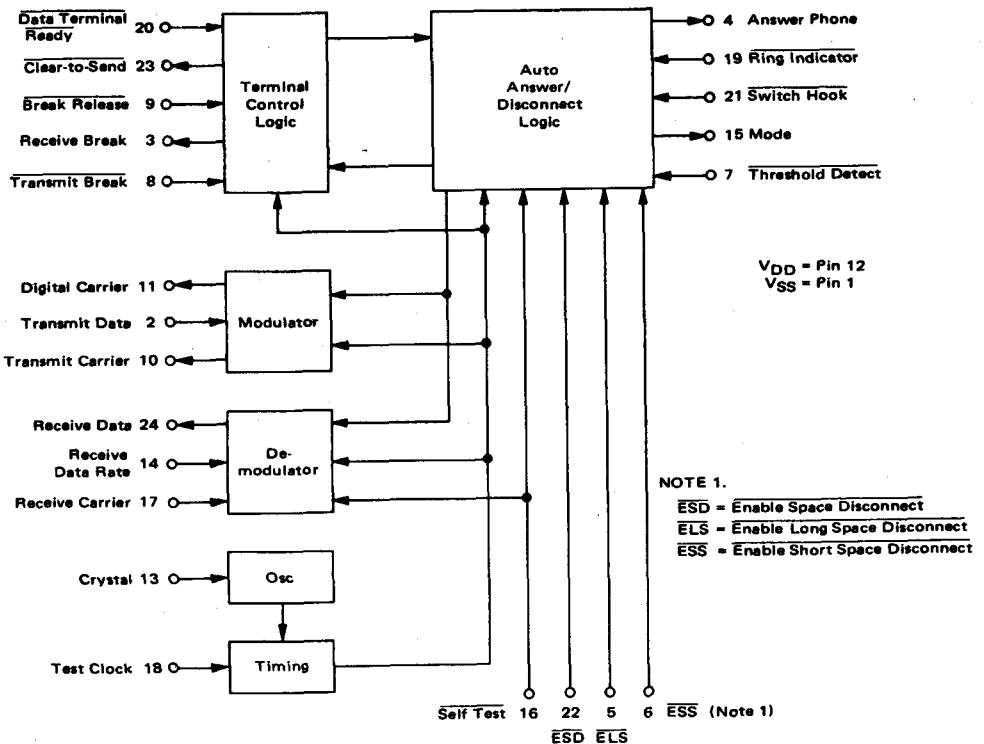 Data Terminal
Ready 20
Clear-to-Send 23
Break Release 9
Receive Break 3
Transmit Break 8
Terminal
Control
Logic
Auto
Answer/
Disconnect
Logic
4 Answer Phone
19 Ring Indicator
21 Switch Hook
15 Mode
7 Threshold Detect
VDD = Pin 12
VSS = Pin 1
Digital Carrier 11
Transmit Data 2
Transmit Carrier 10
Modulator
Receive Data 24
Receive
Data Rate 14
Receive Carrier 17
De-
modulator
NOTE 1.
ESD = Enable Space Disconnect
ELS = Enable Long Space Disconnect
ESS = Enable Short Space Disconnect
Crystal 13
Osc
Test Clock 18
Timing
Self Test 16 22 5 6 ESS (Note 1)
ESD ELS